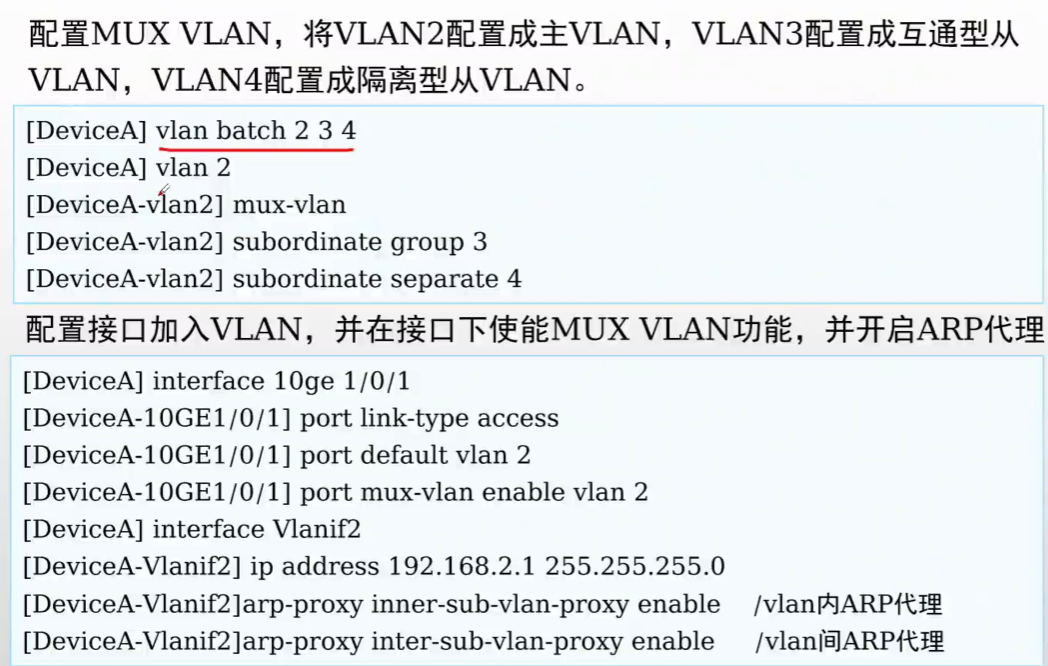 配置MUX VLAN，将VLAN2配置成主VLAN，VLAN3配置成互通型从
VLAN，VLAN4配置成隔离型从VLAN。
[DeviceA] vlan batch 2 3 4
[DeviceA] vlan 2
[DeviceA-vlan2] mux-vlan
[DeviceA-vlan2] subordinate group 3
[DeviceA-vlan2] subordinate separate 4
配置接口加入VLAN，并在接口下使能MUX VLAN功能，并开启ARP代理
[DeviceA] interface 10ge 1/0/1
[DeviceA-10GE1/0/1] port link-type access
[DeviceA-10GE1/0/1] port default vlan 2
[DeviceA-10GE1/0/1] port mux-vlan enable vlan 2
[DeviceA] interface Vlanif2
[DeviceA-Vlanif2] ip address 192.168.2.1 255.255.255.0
[DeviceA-Vlanif2]arp-proxy inner-sub-vlan-proxy enable /vlan内ARP代理
[DeviceA-Vlanif2]arp-proxy inter-sub-vlan-proxy enable /vlan间ARP代理